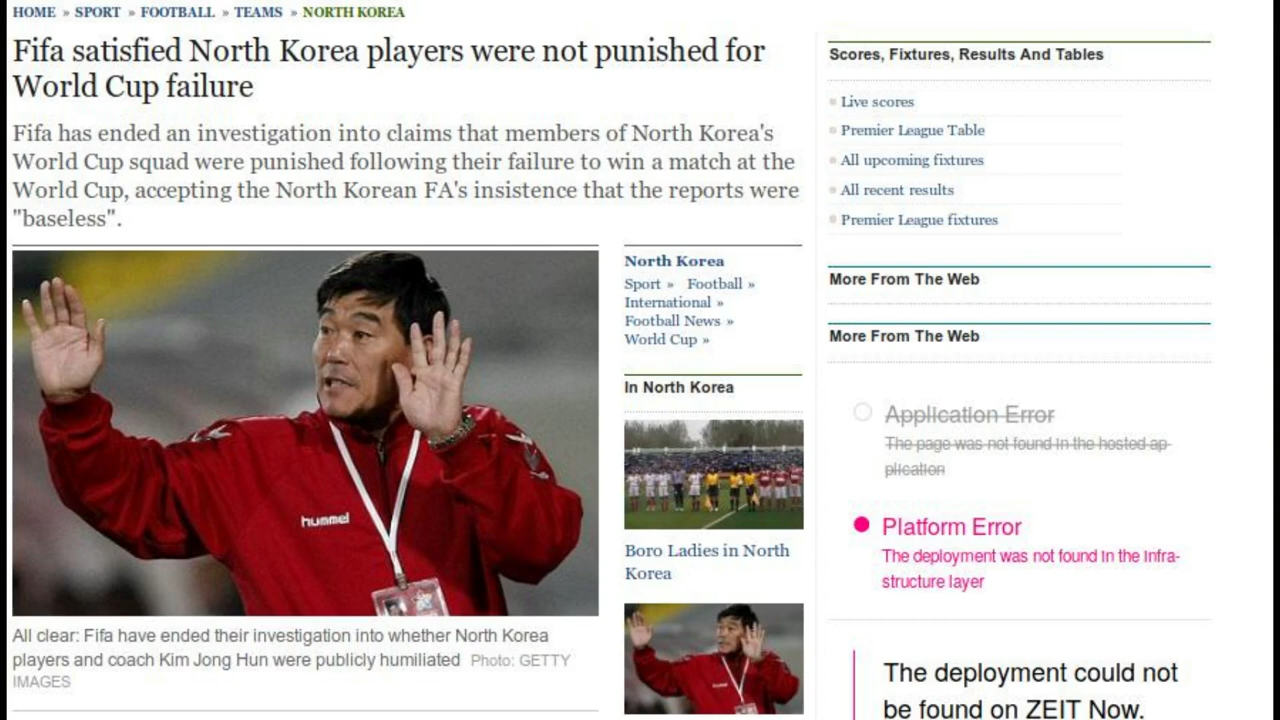 HOME » SPORT » FOOTBALL » TEAMS » NORTH KOREA
Fifa satisfied North Korea players were not punished for
World Cup failure
Fifa has ended an investigation into claims that members of North Korea's
World Cup squad were punished following their failure to win a match at the
World Cup, accepting the North Korean FA's insistence that the reports were
"baseless".
hummel
All clear: Fifa have ended their investigation into whether North Korea
players and coach Kim Jong Hun were publicly humiliated Photo: GETTY
IMAGES
North Korea
Sport » Football »
International »
Football News »
World Cup »
In North Korea
Boro Ladies in North
Korea
Scores, Fixtures, Results And Tables
Live scores
Premier League Table
All upcoming fixtures
All recent results
Premier League fixtures
More From The Web
More From The Web
Application Error
The page was not found in the hosted ap-
plication
Platform Error
The deployment was not found in the infra-
structure layer
The deployment could not
be found on ZEIT Now.